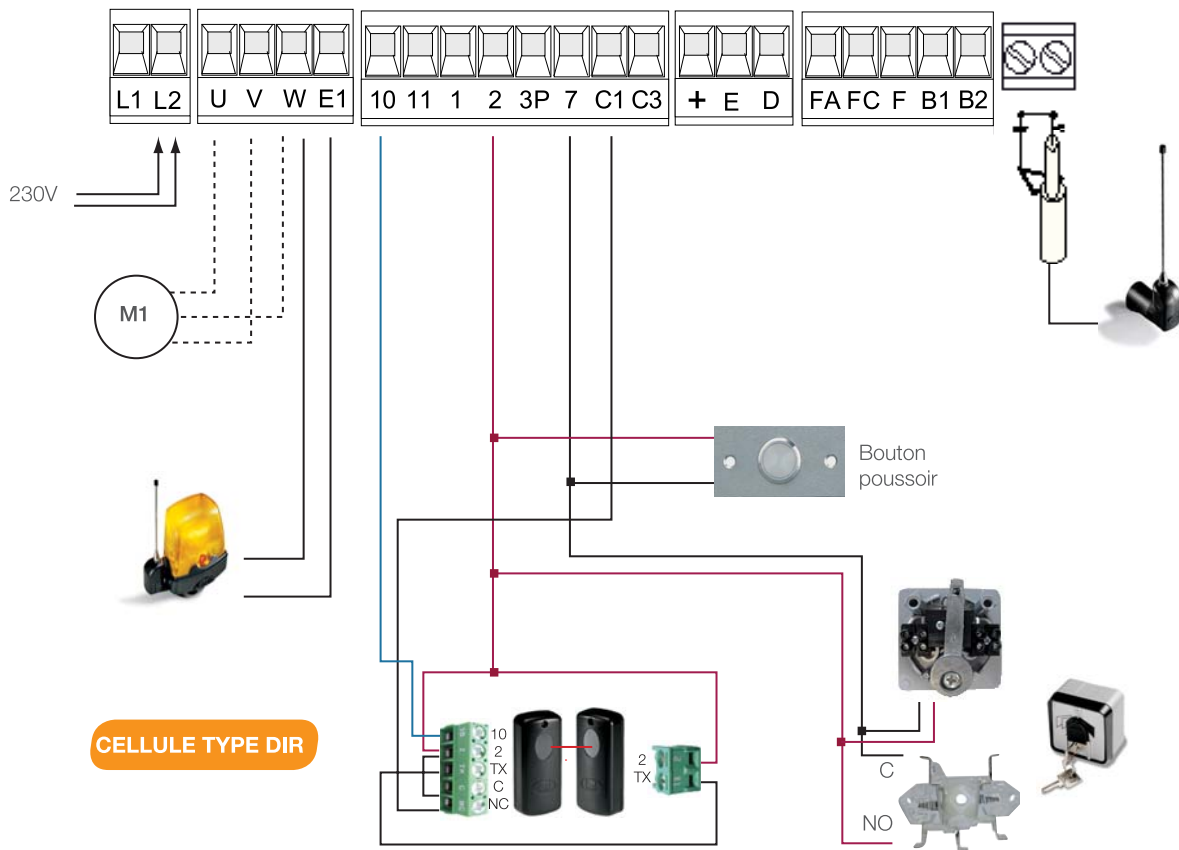 L1 L2 U V W E1 10 11 1 2 3P 7 C1 C3 + E D FA FC F B1 B2
230V
M1
Bouton
poussoir
CELLULE TYPE DIR
10
2
TX
C
NC
2
TX
C
NO